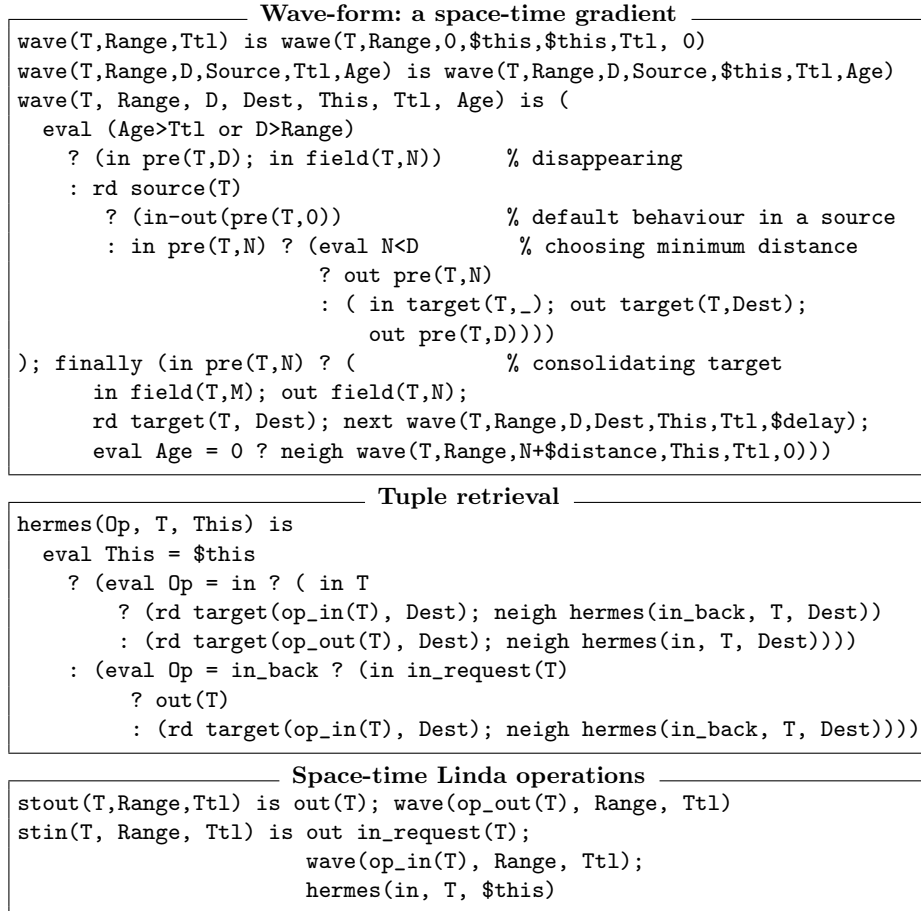 Wave-form: a space-time gradient
wave(T,Range,Ttl) is wawe(T,Range,0,$this,$this,Ttl, 0)
wave(T,Range,D,Source,Ttl,Age) is wave(T,Range,D,Source,$this,Ttl,Age)
wave(T, Range, D, Dest, This, Ttl, Age) is (
  eval (Age>Ttl or D>Range)
    ? (in pre(T,D); in field(T,N))     % disappearing
    : rd source(T)
       ? (in-out(pre(T,0))             % default behaviour in a source
       : in pre(T,N) ? (eval N<D       % choosing minimum distance
                     ? out pre(T,N)
                     : ( in target(T,_); out target(T,Dest);
                         out pre(T,D))))
); finally (in pre(T,N) ? (            % consolidating target
      in field(T,M); out field(T,N);
      rd target(T, Dest); next wave(T,Range,D,Dest,This,Ttl,$delay);
      eval Age = 0 ? neigh wave(T,Range,N+$distance,This,Ttl,0)))
Tuple retrieval
hermes(Op, T, This) is
  eval This = $this
    ? (eval Op = in ? ( in T
        ? (rd target(op_in(T), Dest); neigh hermes(in_back, T, Dest))
        : (rd target(op_out(T), Dest); neigh hermes(in, T, Dest))))
    : (eval Op = in_back ? (in in_request(T)
         ? out(T)
         : (rd target(op_in(T), Dest); neigh hermes(in_back, T, Dest))))
Space-time Linda operations
stout(T,Range,Ttl) is out(T); wave(op_out(T), Range, Ttl)
stin(T, Range, Ttl) is out in_request(T);
                    wave(op_in(T), Range, Ttl);
                    hermes(in, T, $this)